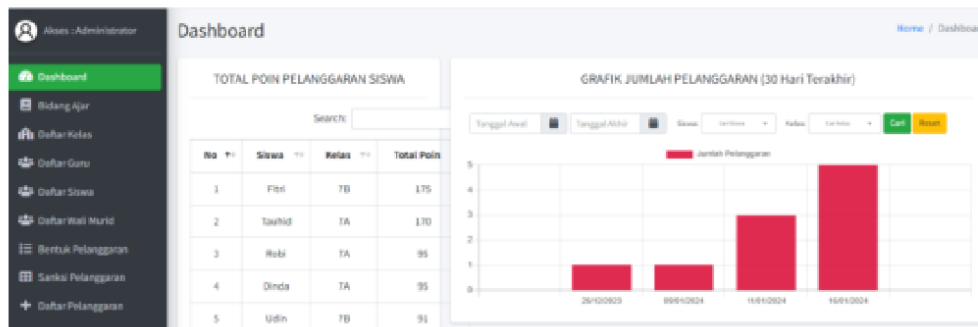 Akses : Administrator
Dashboard
Bidang Ajar
Daftar Kelas
Daftar Guru
Daftar Siswa
Daftar Wali Murid
Bentuk Pelanggaran
Sanksi Pelanggaran
Daftar Pelanggaran
Dashboard
Home / Dashboar
TOTAL POIN PELANGGARAN SISWA
Search:
No Siswa Kelas Total Poin
1 Fitri 7B 175
2 Tauhid 7A 170
3 Robi 7A 95
4 Dinda 7A 95
5 Udin 7B 91
GRAFIK JUMLAH PELANGGARAN (30 Hari Terakhir)
Tanggal Awal Tanggal Akhir Siswa: Cari Siswa Kelas: Cari Kelas Cari Reset
Jumlah Pelanggaran
5
4
3
2
1
0
09/01/2024 11/01/2024 16/01/2024